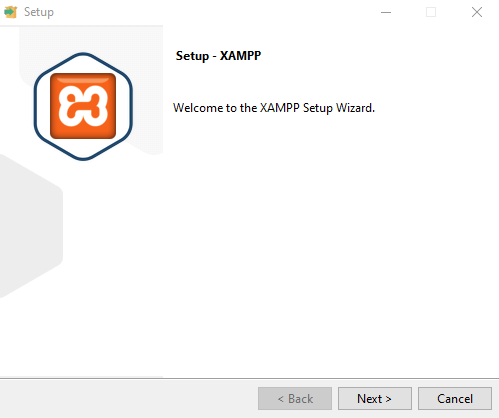 Setup
Setup - XAMPP
Welcome to the XAMPP Setup Wizard.
< Back
Next >
Cancel